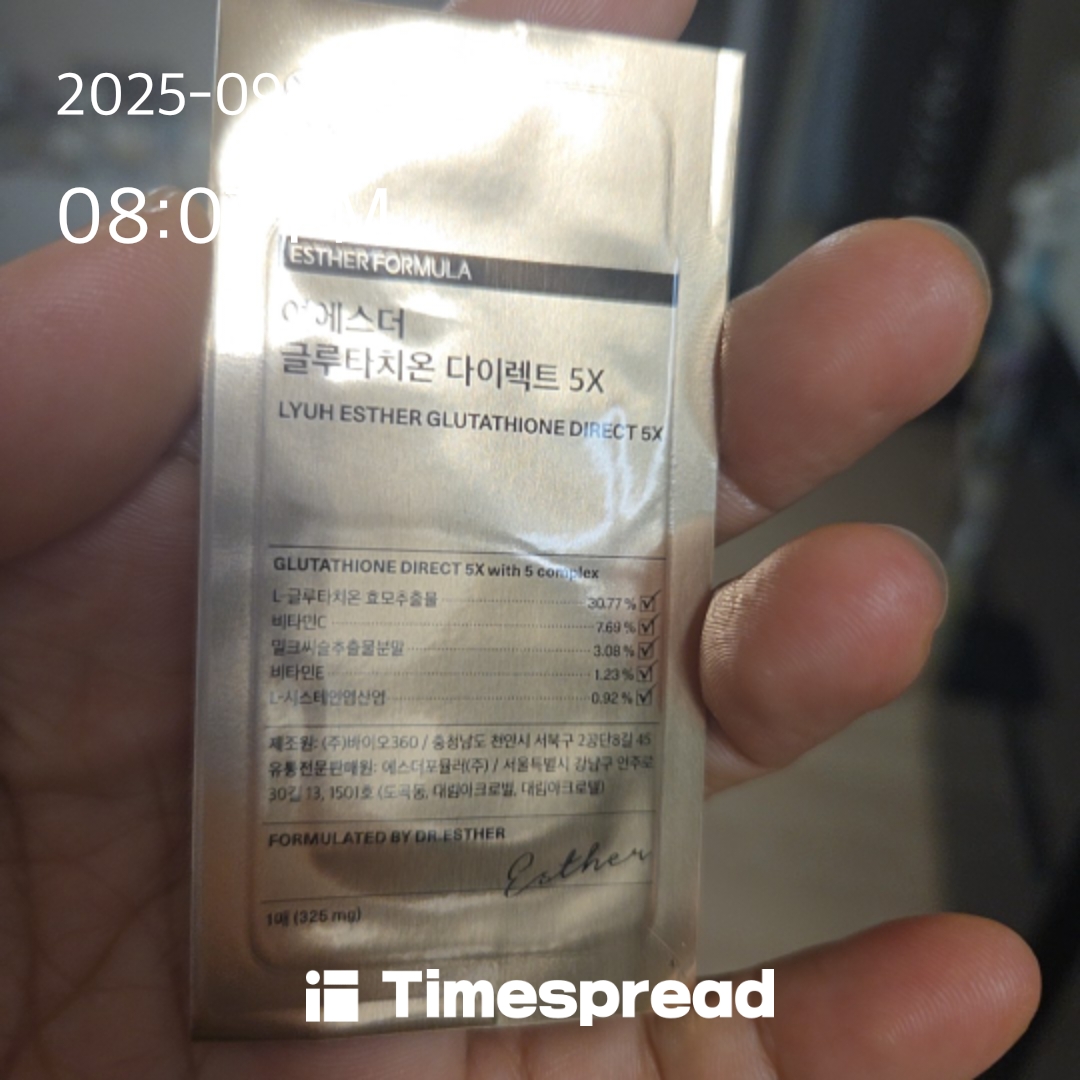 2025-09
08:0
ESTHER FORMULA
여에스더
글루타치온 다이렉트 5X
LYUH ESTHER GLUTATHIONE DIRECT 5X
GLUTATHIONE DIRECT 5X with 5 complex
L-글루타치온 효모추출물 30.77 %
비타민C 7.69 %
밀크씨슬추출물분말 3.08 %
비타민E 1.23 %
L-시스테인염산염 0.92 %
제조원: (주)바이오360 / 충청남도 천안시 서북구 2공단8길 45
유통전문판매원: 에스더포뮬러(주) / 서울특별시 강남구 언주로
30길 13, 1501호 (도곡동, 대림아크로빌, 대림아크로텔)
FORMULATED BY DR.ESTHER
Esther
1매 (325 mg)
Timespread